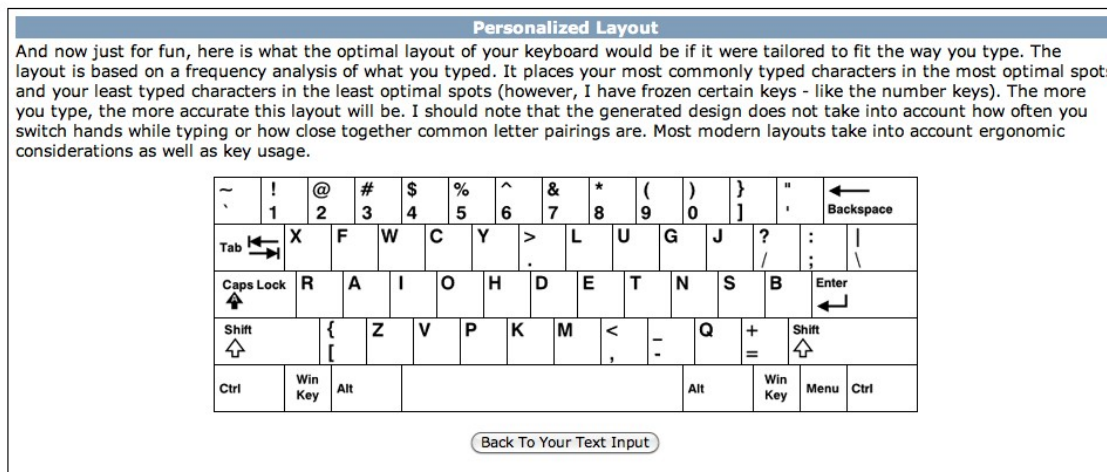 Personalized Layout
And now just for fun, here is what the optimal layout of your keyboard would be if it were tailored to fit the way you type. The
layout is based on a frequency analysis of what you typed. It places your most commonly typed characters in the most optimal spots
and your least typed characters in the least optimal spots (however, I have frozen certain keys - like the number keys). The more
you type, the more accurate this layout will be. I should note that the generated design does not take into account how often you
switch hands while typing or how close together common letter pairings are. Most modern layouts take into account ergonomic
considerations as well as key usage.
~ ! @ # $ % ^ & * ( ) } "
` 1 2 3 4 5 6 7 8 9 0 ] ' Backspace
Tab X F W C Y > L U G J ? : |
. / ; \
Caps Lock R A I O H D E T N S B Enter
Shift { Z V P K M < _ Q + Shift
[ , - =
Ctrl Win Key Alt Alt Win Key Menu Ctrl
Back To Your Text Input